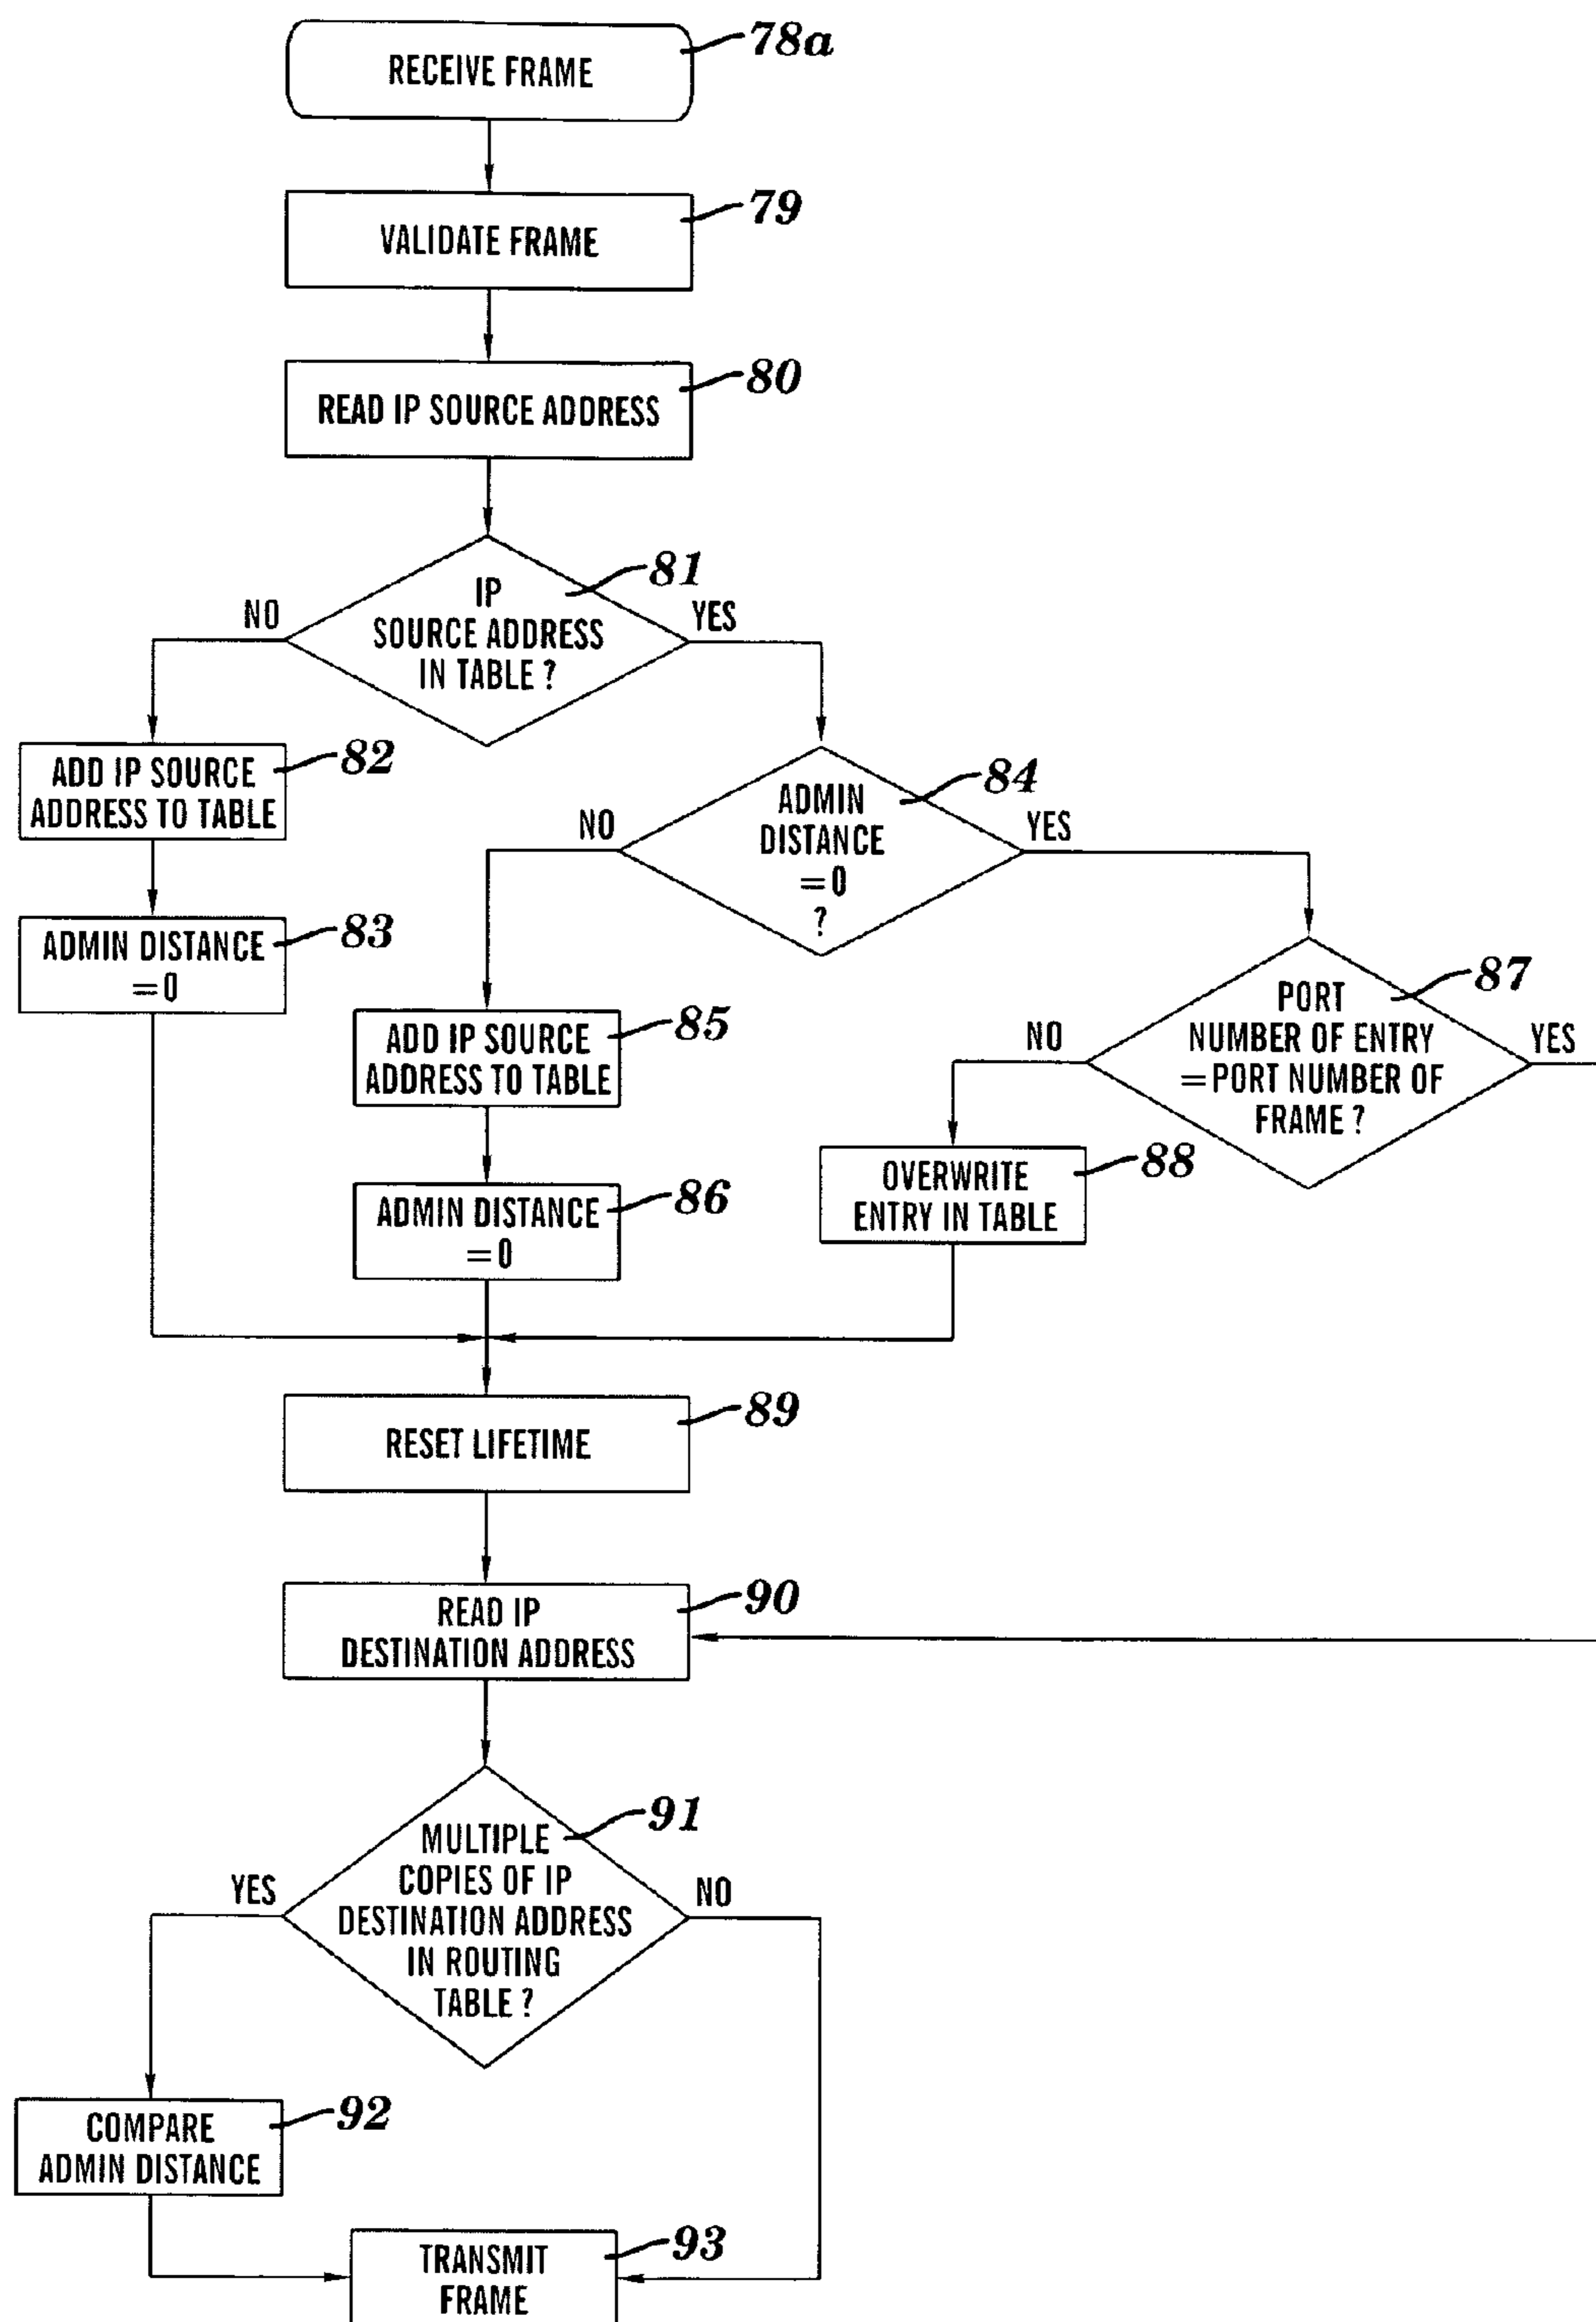 RECEIVE FRAME
78a
VALIDATE FRAME
79
READ IP SOURCE ADDRESS
80
IP
SOURCE ADDRESS
IN TABLE ?
81
NO
YES
ADD IP SOURCE
ADDRESS TO TABLE
82
ADMIN
DISTANCE
=0
?
84
NO
YES
ADMIN DISTANCE
=0
83
PORT
NUMBER OF ENTRY
=PORT NUMBER OF
FRAME ?
87
NO
YES
ADD IP SOURCE
ADDRESS TO TABLE
85
OVERWRITE
ENTRY IN TABLE
88
ADMIN DISTANCE
=0
86
RESET LIFETIME
89
READ IP
DESTINATION ADDRESS
90
MULTIPLE
COPIES OF IP
DESTINATION ADDRESS
IN ROUTING
TABLE ?
91
YES
NO
COMPARE
ADMIN DISTANCE
92
TRANSMIT
FRAME
93